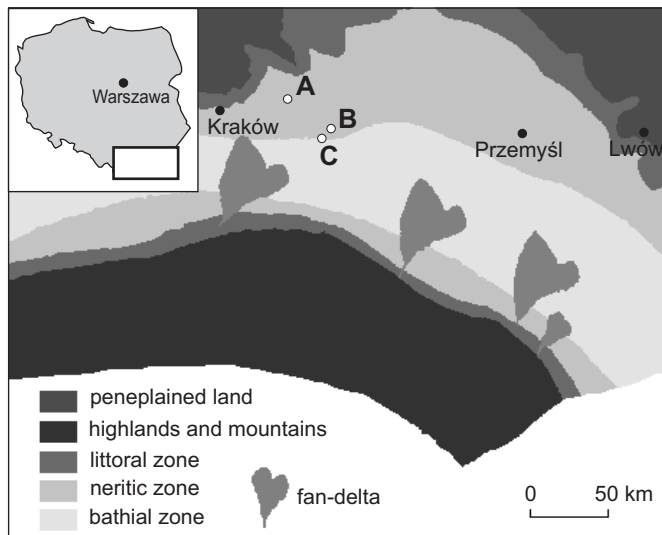 Warszawa
A
B
C
Kraków
Przemyśl
Lwów
peneplained land
highlands and mountains
littoral zone
neritic zone
bathial zone
fan-delta
0 50 km